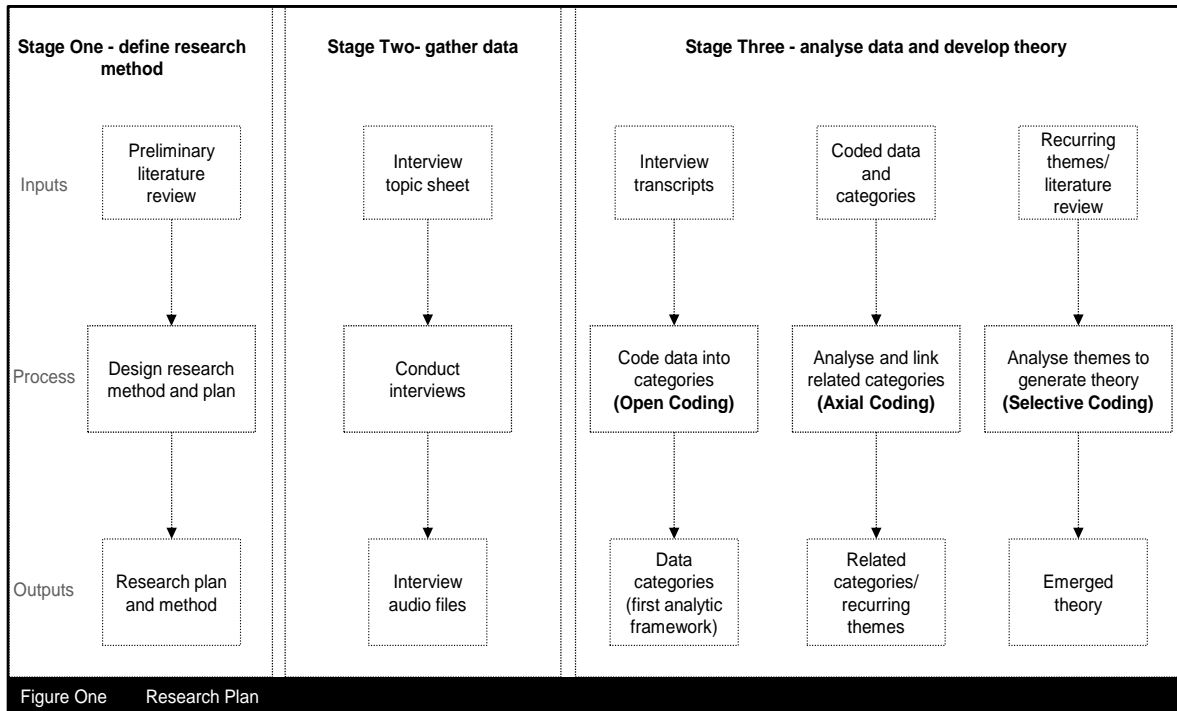 Stage One - define research
method
Stage Two- gather data
Stage Three - analyse data and develop theory
Inputs
Preliminary
literature
review
Interview
topic sheet
Interview
transcripts
Coded data
and
categories
Recurring
themes/
literature
review
Process
Design research
method and plan
Conduct
interviews
Code data into
categories
(Open Coding)
Analyse and link
related categories
(Axial Coding)
Analyse themes to
generate theory
(Selective Coding)
Outputs
Research plan
and method
Interview
audio files
Data
categories
(first analytic
framework)
Related
categories/
recurring
themes
Emerged
theory
Figure One Research Plan